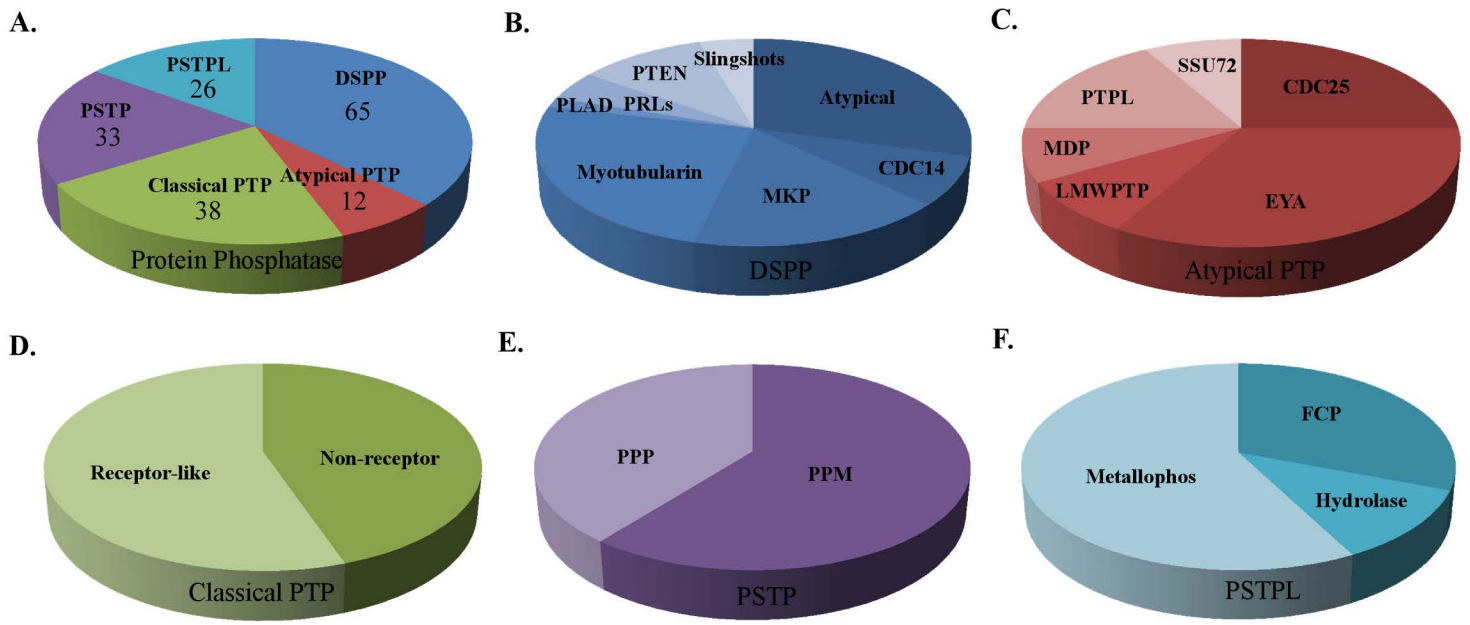 A.
PSTPL
26
DSPP
65
PSTP
33
Classical PTP
38
Atypical PTP
12
Protein Phosphatase
B.
Slingshots
PTEN
Atypical
PLAD
PRLs
CDC14
Myotubularin
MKP
DSPP
C.
SSU72
CDC25
PTPL
MDP
LMWPTP
EYA
Atypical PTP
D.
Receptor-like
Non-receptor
Classical PTP
E.
PPP
PPM
PSTP
F.
FCP
Metallophos
Hydrolase
PSTPL